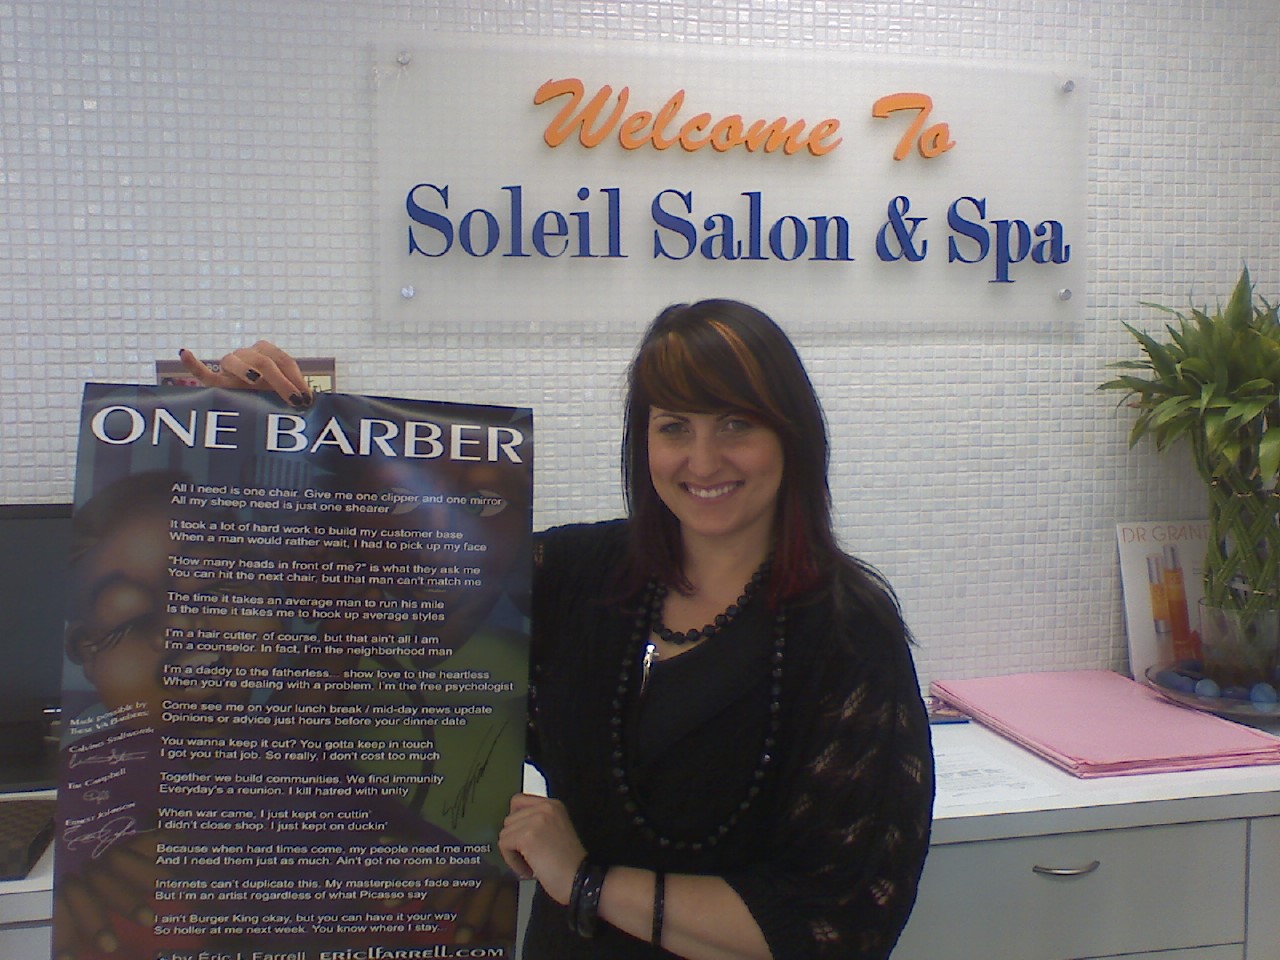 Welcome To
Soleil Salon & Spa
ONE BARBER
All I need is one chair. Give me one clipper and one mirror
All my sheep need is just one shearer
It took a lot of hard work to build my customer base
When a man would rather wait, I had to pick up my face
"How many heads in front of me?" is what they ask me
You can hit the next chair, but that man can't match me
The time it takes an average man to run his mile
Is the time it takes me to hook up average styles
I'm a hair cutter, of course, but that ain't all I am
I'm a counselor. In fact, I'm the neighborhood man
I'm a daddy to the fatherless... show love to the heartless
When you're dealing with a problem, I'm the free psychologist
Come see me on your lunch break / mid-day news update
Opinions or advice just hours before your dinner date
You wanna keep it cut? You gotta keep in touch
I got you that job. So really, I don't cost too much
Together we build communities. We find immunity
Everyday's a reunion. I kill hatred with unity
When war came, I just kept on cuttin'
I didn't close shop. I just kept on duckin'
Because when hard times come, my people need me most
And I need them just as much. Ain't got no room to boast
Internets can't duplicate this. My masterpieces fade away
But I'm an artist regardless of what Picasso say
I ain't Burger King okay, but you can have it your way
So holler at me next week. You know where I stay...
by Eric L. Farrell ERICLFARRELL.COM
Made possible by
These VA Barbers:
Calvino Stallworth
Tim Campbell
Ernest Johnson
DR GRAN